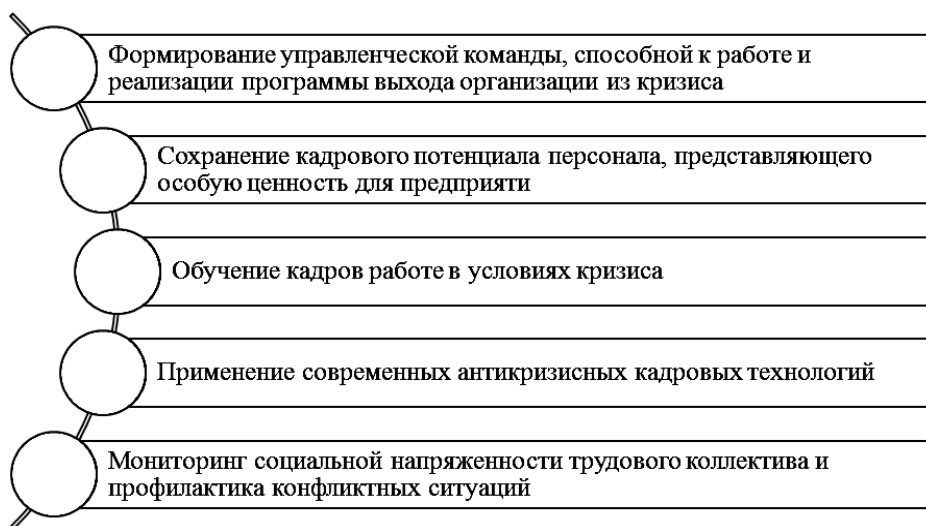 Формирование управленческой команды, способной к работе и
реализации программы выхода организации из кризиса
Сохранение кадрового потенциала персонала, представляющего
особую ценность для предприяти
Обучение кадров работе в условиях кризиса
Применение современных антикризисных кадровых технологий
Мониторинг социальной напряженности трудового коллектива и
профилактика конфликтных ситуаций